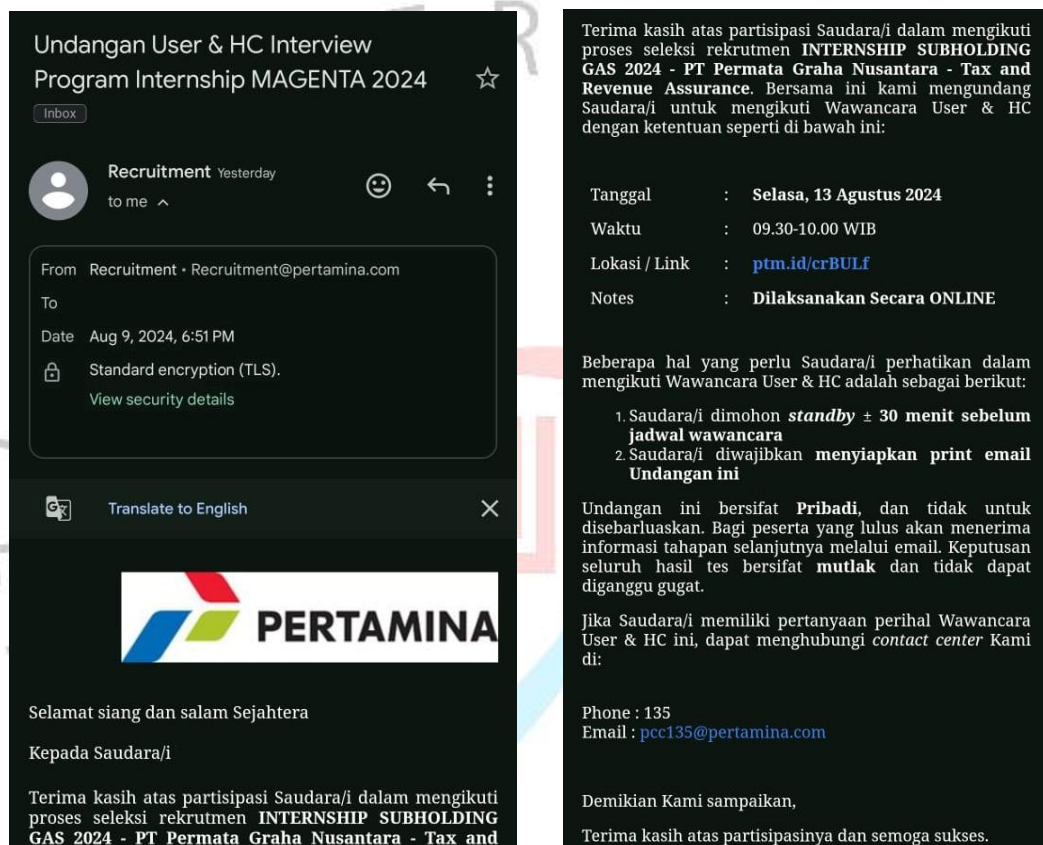 Undangan User & HC Interview
Program Internship MAGENTA 2024
Inbox
Recruitment Yesterday
to me
From Recruitment • Recruitment@pertamina.com
To
Date Aug 9, 2024, 6:51 PM
Standard encryption (TLS).
View security details
Translate to English
PERTAMINA
Selamat siang dan salam Sejahtera
Kepada Saudara/i
Terima kasih atas partisipasi Saudara/i dalam mengikuti
proses seleksi rekrutmen INTERNSHIP SUBHOLDING
GAS 2024 - PT Permata Graha Nusantara - Tax and
Terima kasih atas partisipasi Saudara/i dalam mengikuti
proses seleksi rekrutmen INTERNSHIP SUBHOLDING
GAS 2024 - PT Permata Graha Nusantara - Tax and
Revenue Assurance. Bersama ini kami mengundang
Saudara/i untuk mengikuti Wawancara User & HC
dengan ketentuan seperti di bawah ini:
Tanggal : Selasa, 13 Agustus 2024
Waktu : 09.30-10.00 WIB
Lokasi / Link : ptm.id/crBULf
Notes : Dilaksanakan Secara ONLINE
Beberapa hal yang perlu Saudara/i perhatikan dalam
mengikuti Wawancara User & HC adalah sebagai berikut:
1. Saudara/i dimohon standby ± 30 menit sebelum
jadwal wawancara
2. Saudara/i diwajibkan menyiapkan print email
Undangan ini
Undangan ini bersifat Pribadi, dan tidak untuk
disebarluaskan. Bagi peserta yang lulus akan menerima
informasi tahapan selanjutnya melalui email. Keputusan
seluruh hasil tes bersifat mutlak dan tidak dapat
diganggu gugat.
Jika Saudara/i memiliki pertanyaan perihal Wawancara
User & HC ini, dapat menghubungi contact center Kami
di:
Phone : 135
Email : pcc135@pertamina.com
Demikian Kami sampaikan,
Terima kasih atas partisipasinya dan semoga sukses.